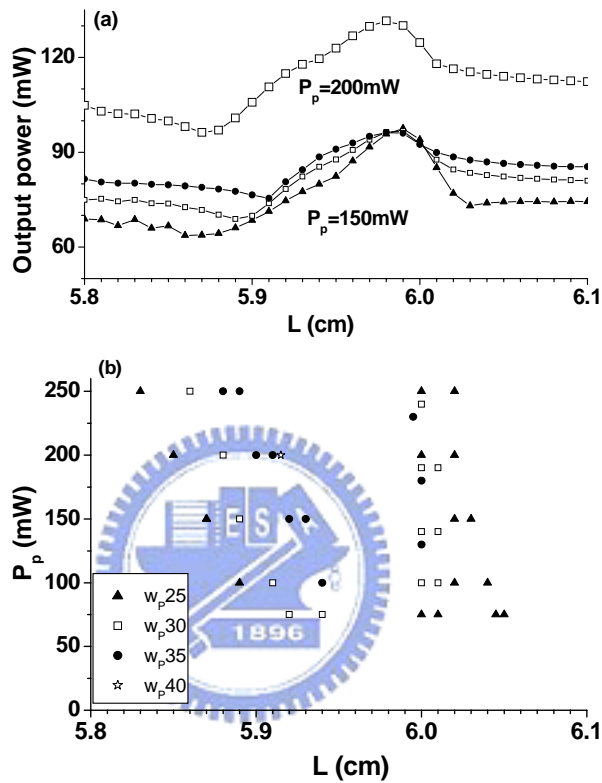 (a)
Output power (mW)
120
90
60
P_p=200mW
P_p=150mW
5.8 5.9 6.0 6.1
L (cm)
(b)
P_p (mW)
250
200
150
100
50
0
E S
1896
w_P25
w_P30
w_P35
w_P40
5.8 5.9 6.0 6.1
L (cm)